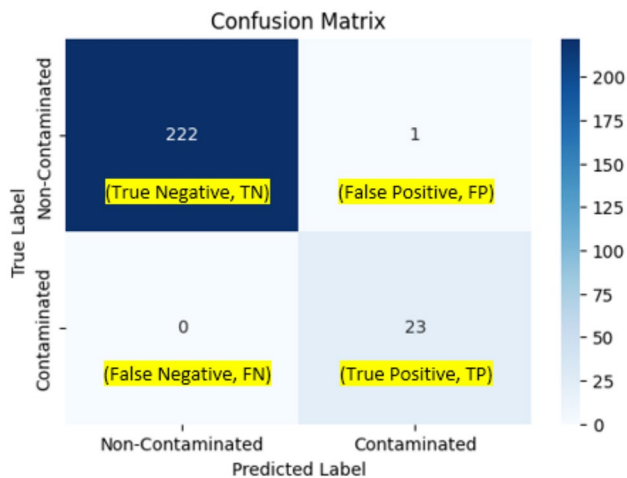 Confusion Matrix
True Label
Non-Contaminated
222
1
(True Negative, TN)
(False Positive, FP)
Contaminated
0
23
(False Negative, FN)
(True Positive, TP)
Non-Contaminated
Contaminated
Predicted Label
200
175
150
125
100
75
50
25
0